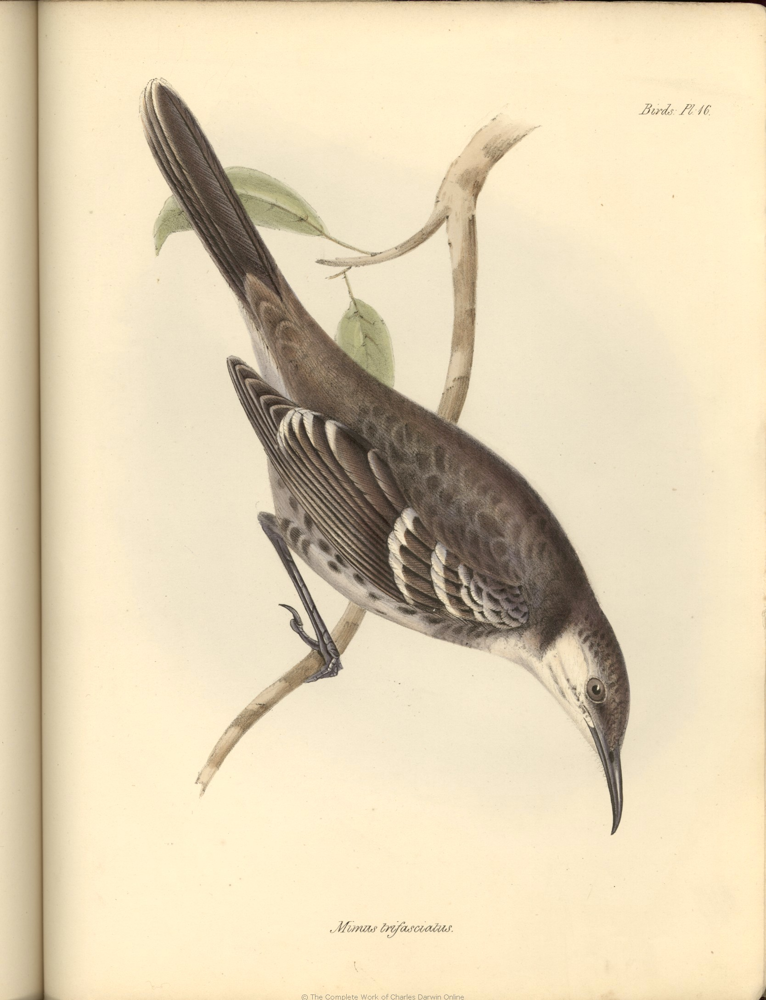 Birds: Pl. 16.
Mimus trifasciatus.
© The Complete Work of Charles Darwin Online